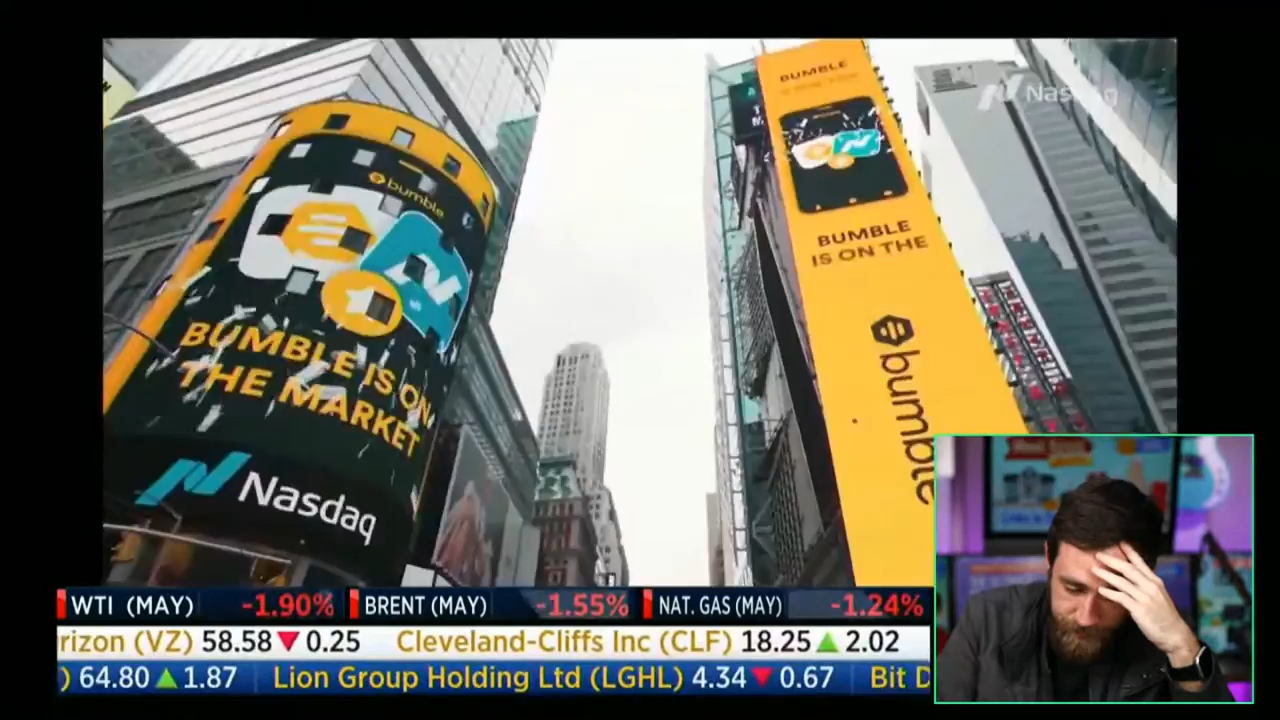 bumble
BUMBLE IS ON
THE MARKET
Nasdaq
BUMBLE
BUMBLE
IS ON THE
bumble
Nasdaq
WTI (MAY) -1.90% BRENT (MAY) -1.55% NAT. GAS (MAY) -1.24%
rizon (VZ) 58.58 ▼ 0.25 Cleveland-Cliffs Inc (CLF) 18.25 ▲ 2.02
) 64.80 ▲ 1.87 Lion Group Holding Ltd (LGHL) 4.34 ▼ 0.67 Bit D